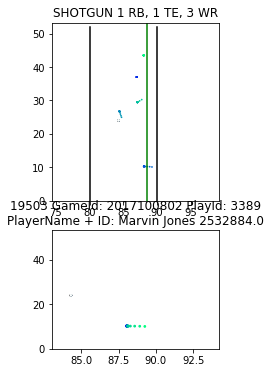 SHOTGUN 1 RB, 1 TE, 3 WR
50
40
30
20
10
0
75 80 85 90 95
19503 GameId: 2017100802 PlayId: 3389
PlayerName + ID: Marvin Jones 2532884.0
40
20
0
85.0 87.5 90.0 92.5